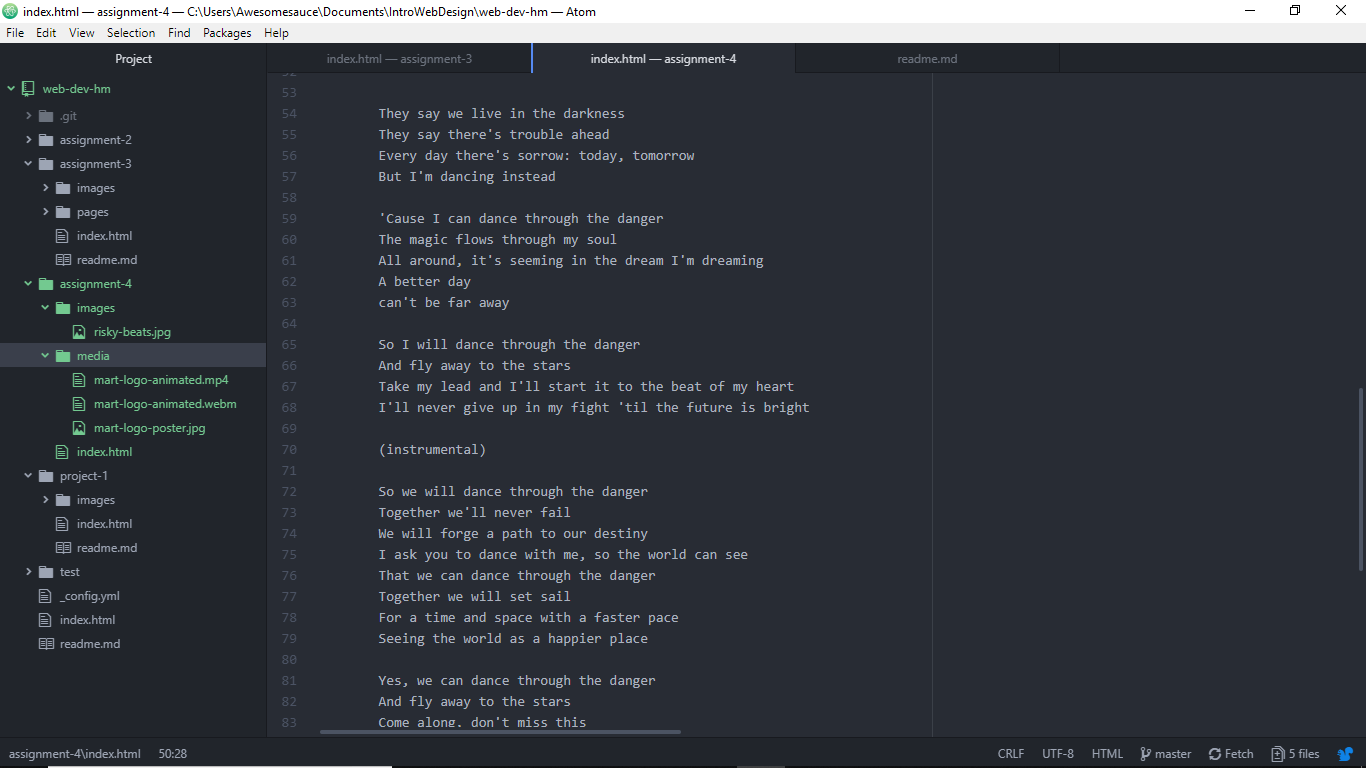 index.html — assignment-4 — C:\Users\Awesomesauce\Documents\IntroWebDesign\web-dev-hm — Atom
File Edit View Selection Find Packages Help
Project
web-dev-hm
.git
assignment-2
assignment-3
images
pages
index.html
readme.md
assignment-4
images
risky-beats.jpg
media
mart-logo-animated.mp4
mart-logo-animated.webm
mart-logo-poster.jpg
index.html
project-1
images
index.html
readme.md
test
_config.yml
index.html
readme.md
index.html — assignment-3
index.html — assignment-4
readme.md
52
53
54 They say we live in the darkness
55 They say there's trouble ahead
56 Every day there's sorrow: today, tomorrow
57 But I'm dancing instead
58
59 'Cause I can dance through the danger
60 The magic flows through my soul
61 All around, it's seeming in the dream I'm dreaming
62 A better day
63 can't be far away
64
65 So I will dance through the danger
66 And fly away to the stars
67 Take my lead and I'll start it to the beat of my heart
68 I'll never give up in my fight 'til the future is bright
69
70 (instrumental)
71
72 So we will dance through the danger
73 Together we'll never fail
74 We will forge a path to our destiny
75 I ask you to dance with me, so the world can see
76 That we can dance through the danger
77 Together we will set sail
78 For a time and space with a faster pace
79 Seeing the world as a happier place
80
81 Yes, we can dance through the danger
82 And fly away to the stars
83 Come along, don't miss this
assignment-4\index.html 50:28 CRLF UTF-8 HTML master Fetch 5 files